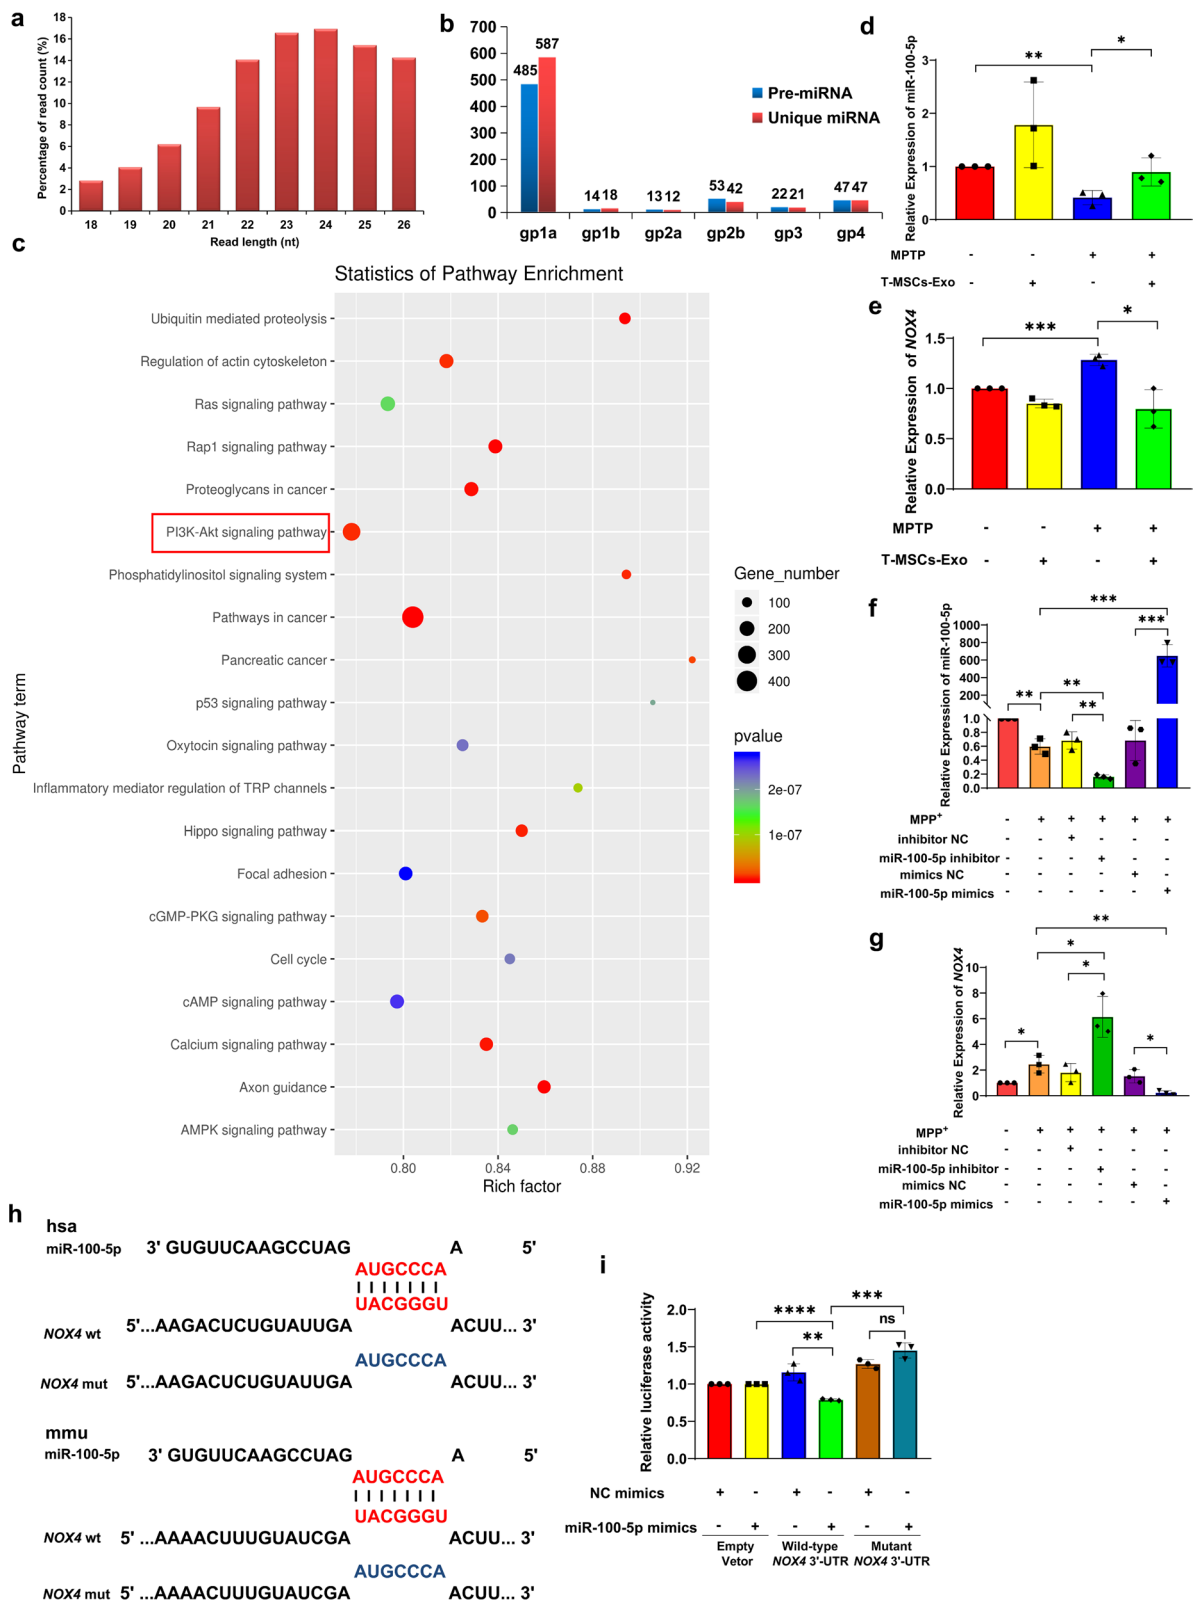 a
18
16
14
12
10
8
6
4
2
0
Percentage of read count (%)
18 19 20 21 22 23 24 25 26
Read length (nt)
b
700
600
500
400
300
200
100
0
485 587
14 18
13 12
53 42
22 21
47 47
Pre-miRNA
Unique miRNA
gp1a gp1b gp2a gp2b gp3 gp4
c
Statistics of Pathway Enrichment
Pathway term
Ubiquitin mediated proteolysis
Regulation of actin cytoskeleton
Ras signaling pathway
Rap1 signaling pathway
Proteoglycans in cancer
PI3K-Akt signaling pathway
Phosphatidylinositol signaling system
Pathways in cancer
Pancreatic cancer
p53 signaling pathway
Oxytocin signaling pathway
Inflammatory mediator regulation of TRP channels
Hippo signaling pathway
Focal adhesion
cGMP-PKG signaling pathway
Cell cycle
cAMP signaling pathway
Calcium signaling pathway
Axon guidance
AMPK signaling pathway
0.80 0.84 0.88 0.92
Rich factor
Gene_number
100
200
300
400
pvalue
2e-07
1e-07
d
Relative Expression of miR-100-5p
3
2
1
0
** *
MPTP - - + +
T-MSCs-Exo - + - +
e
Relative Expression of NOX4
1.5
1.0
0.5
0.0
*** *
MPTP - - + +
T-MSCs-Exo - + - +
f
Relative Expression of miR-100-5p
1000
800
600
400
200
1.0
0.8
0.6
0.4
0.2
0.0
***
***
** **
**
MPP+ - + + + + +
inhibitor NC - - + - - -
miR-100-5p inhibitor - - - + - -
mimics NC - - - - + -
miR-100-5p mimics - - - - - +
g
Relative Expression of NOX4
10
8
6
4
2
0
**
*
*
* *
MPP+ - + + + + +
inhibitor NC - - + - - -
miR-100-5p inhibitor - - - + - -
mimics NC - - - - + -
miR-100-5p mimics - - - - - +
h
hsa
miR-100-5p 3' GUGUUCAAGCCUAG A 5'
AUGCCCA
UACGGGU
NOX4 wt 5'...AAGACUCUGUAUUGA ACUU... 3'
AUGCCCA
NOX4 mut 5'...AAGACUCUGUAUUGA ACUU... 3'
mmu
miR-100-5p 3' GUGUUCAAGCCUAG A 5'
AUGCCCA
UACGGGU
NOX4 wt 5' ...AAAACUUUGUAUCGA ACUU... 3'
AUGCCCA
NOX4 mut 5' ...AAAACUUUGUAUCGA ACUU... 3'
i
Relative luciferase activity
2.0
1.5
1.0
0.5
0.0
**** ***
** ns
NC mimics + - + - + -
miR-100-5p mimics - + - + - +
Empty Wild-type Mutant
Vetor NOX4 3'-UTR NOX4 3'-UTR